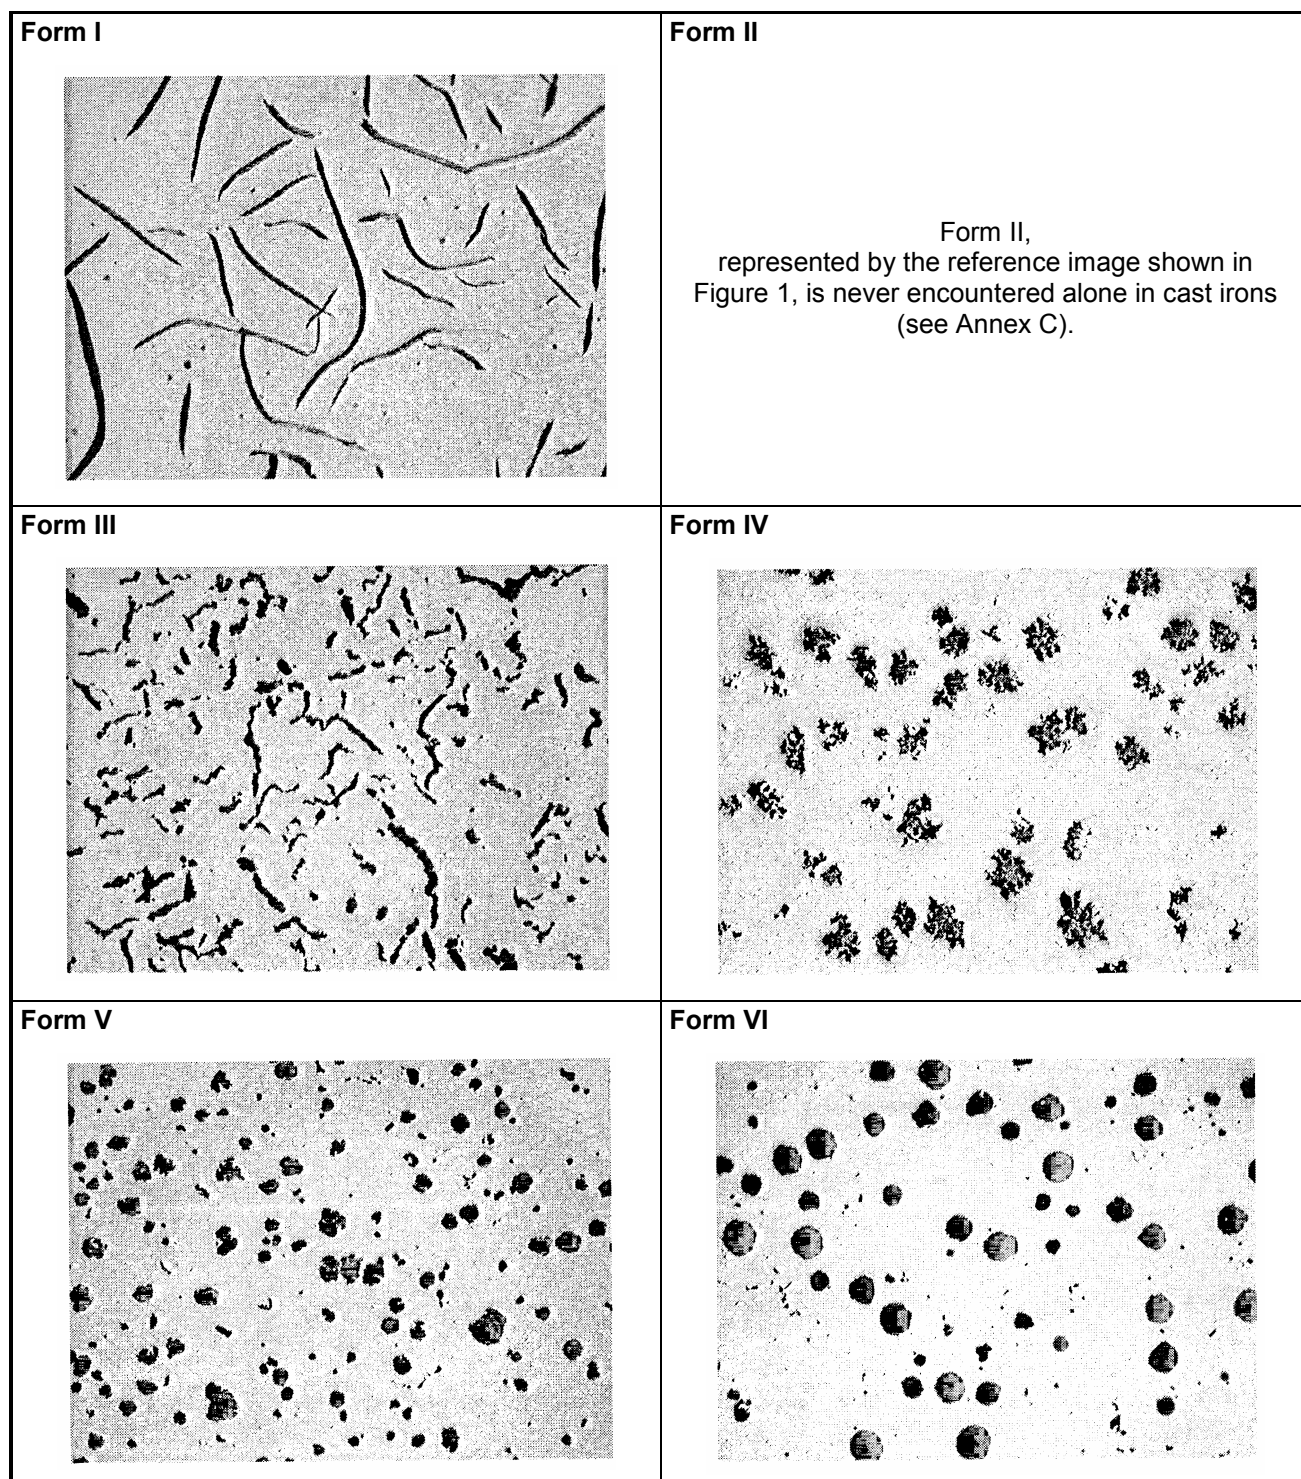 Form I
Form II
Form II,
represented by the reference image shown in
Figure 1, is never encountered alone in cast irons
(see Annex C).
Form III
Form IV
Form V
Form VI